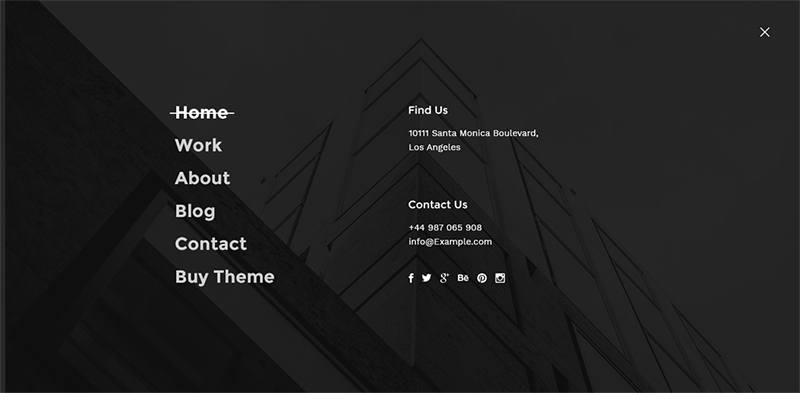 Home
Work
About
Blog
Contact
Buy Theme
Find Us
10111 Santa Monica Boulevard,
Los Angeles
Contact Us
+44 987 065 908
info@Example.com